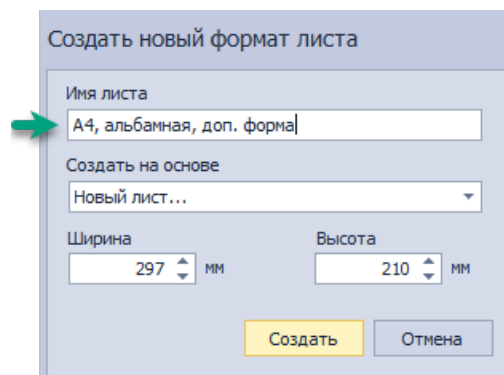 Создать новый формат листа
Имя листа
А4, альбамная, доп. форма
Создать на основе
Новый лист...
Ширина Высота
297 мм 210 мм
Создать Отмена